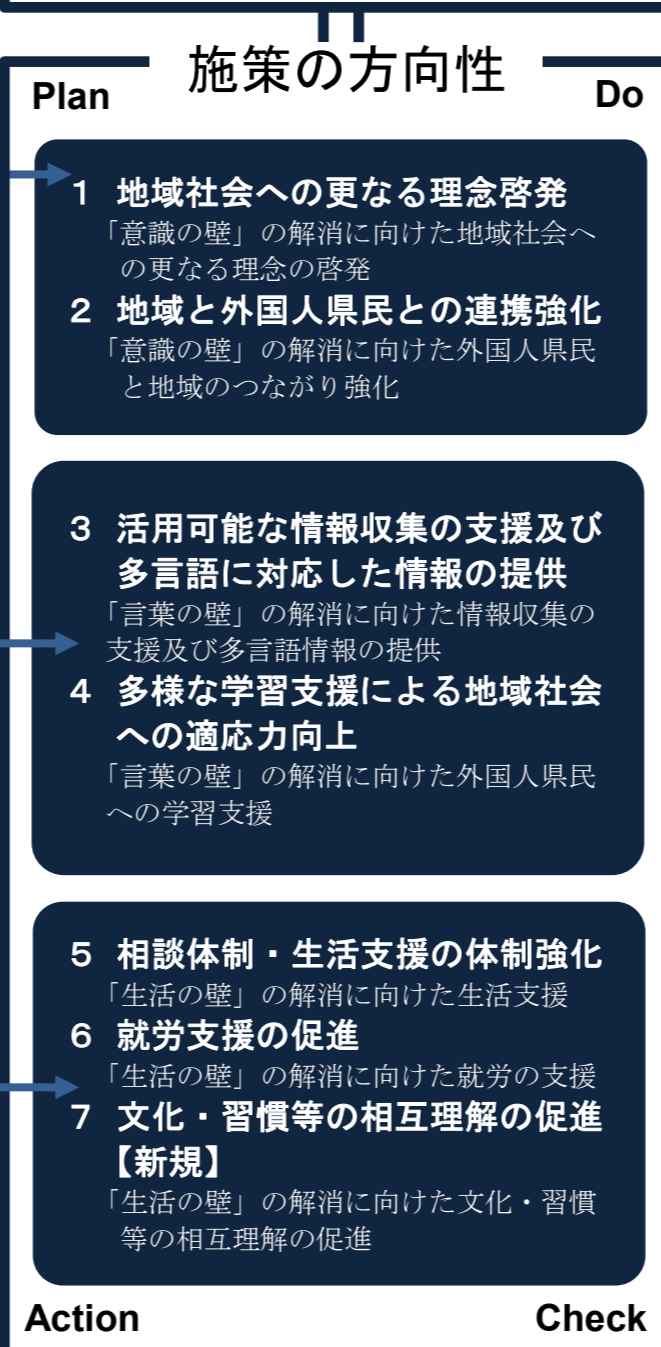 施策の方向性
Plan
Do
1 地域社会への更なる理念啓発
「意識の壁」の解消に向けた地域社会へ
の更なる理念の啓発
2 地域と外国人県民との連携強化
「意識の壁」の解消に向けた外国人県民
と地域のつながり強化
3 活用可能な情報収集の支援及び
多言語に対応した情報の提供
「言葉の壁」の解消に向けた情報収集の
支援及び多言語情報の提供
4 多様な学習支援による地域社会
への適応力向上
「言葉の壁」の解消に向けた外国人県民
への学習支援
5 相談体制・生活支援の体制強化
「生活の壁」の解消に向けた生活支援
6 就労支援の促進
「生活の壁」の解消に向けた就労の支援
7 文化・習慣等の相互理解の促進
【新規】
「生活の壁」の解消に向けた文化・習慣
等の相互理解の促進
Action
Check